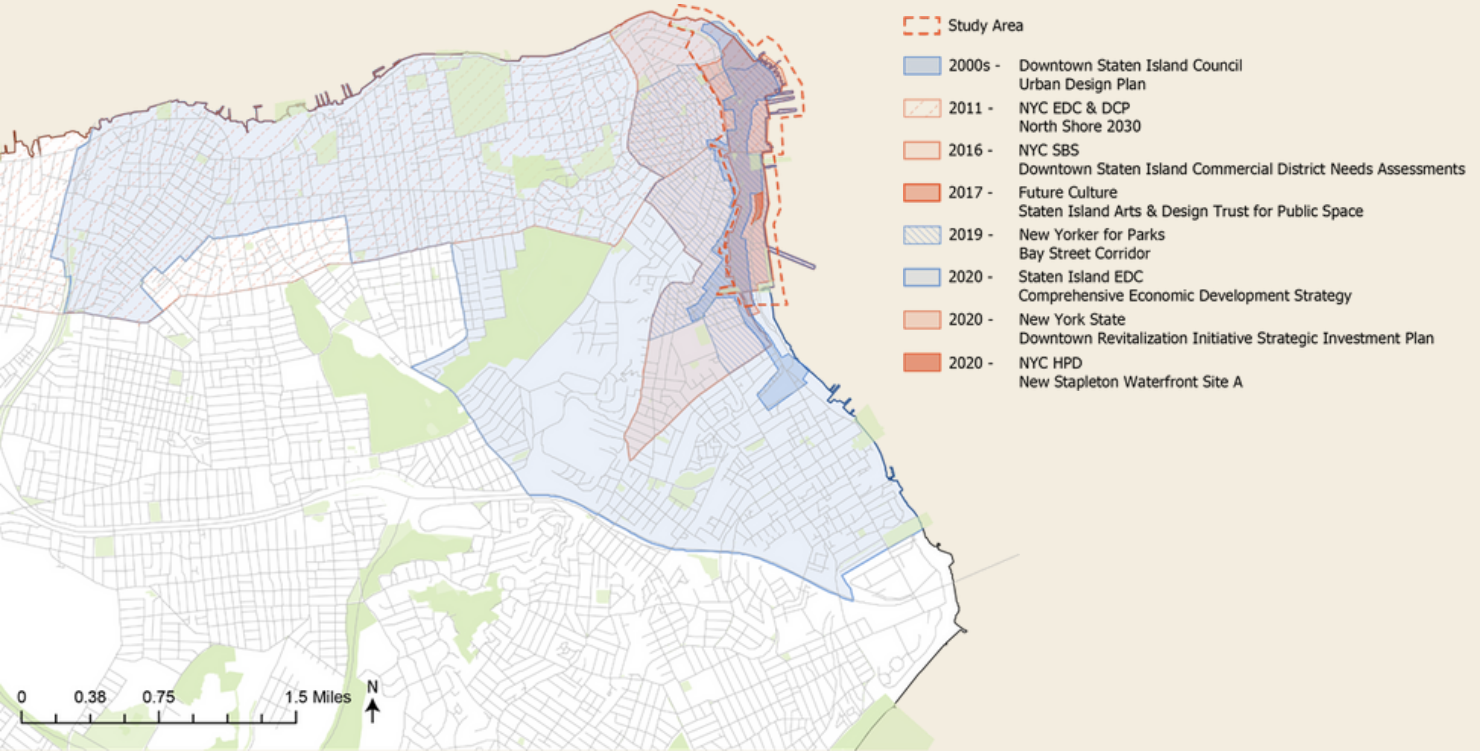 Study Area
2000s - Downtown Staten Island Council
Urban Design Plan
2011 - NYC EDC & DCP
North Shore 2030
2016 - NYC SBS
Downtown Staten Island Commercial District Needs Assessments
2017 - Future Culture
Staten Island Arts & Design Trust for Public Space
2019 - New Yorker for Parks
Bay Street Corridor
2020 - Staten Island EDC
Comprehensive Economic Development Strategy
2020 - New York State
Downtown Revitalization Initiative Strategic Investment Plan
2020 - NYC HPD
New Stapleton Waterfront Site A
0 0.38 0.75 1.5 Miles N